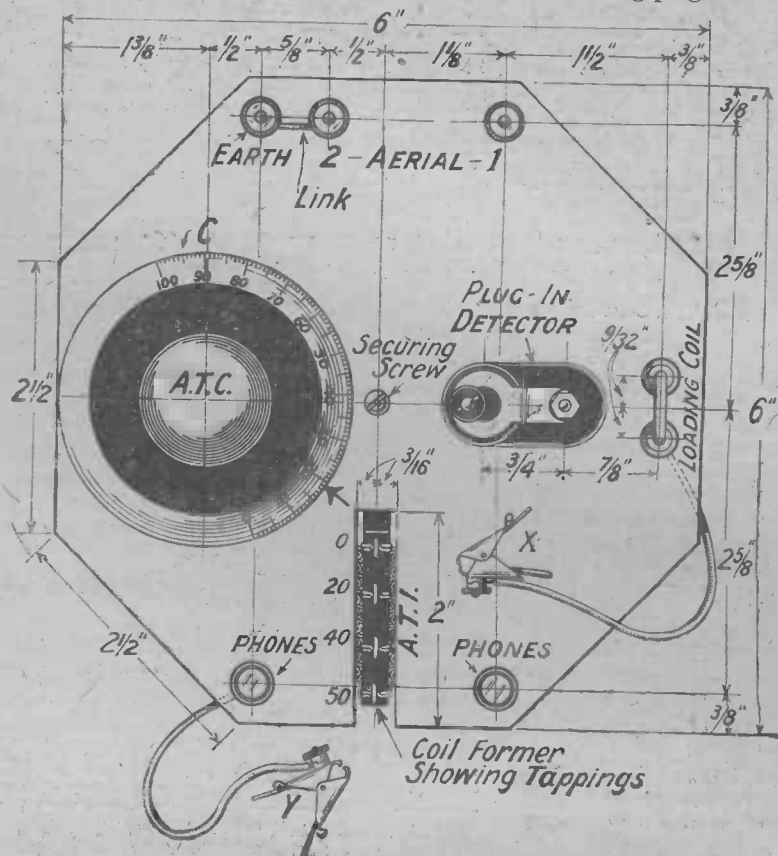 6"
1 3/8"
1/2"
5/8"
1/2"
1 1/8"
1 1/2"
3/8"
3/8"
EARTH 2-AERIAL-1
Link
C
100 90 80 70 60
2 5/8"
PLUG-IN
DETECTOR
9/32"
Securing
Screw
LOADING COIL
A.T.C.
2 1/2"
6"
3/16"
3/4"
7/8"
X
0
20
40
50
A.T.I.
2"
2 5/8"
2 1/2"
PHONES
PHONES
3/8"
Coil Former
Showing Tappings
Y